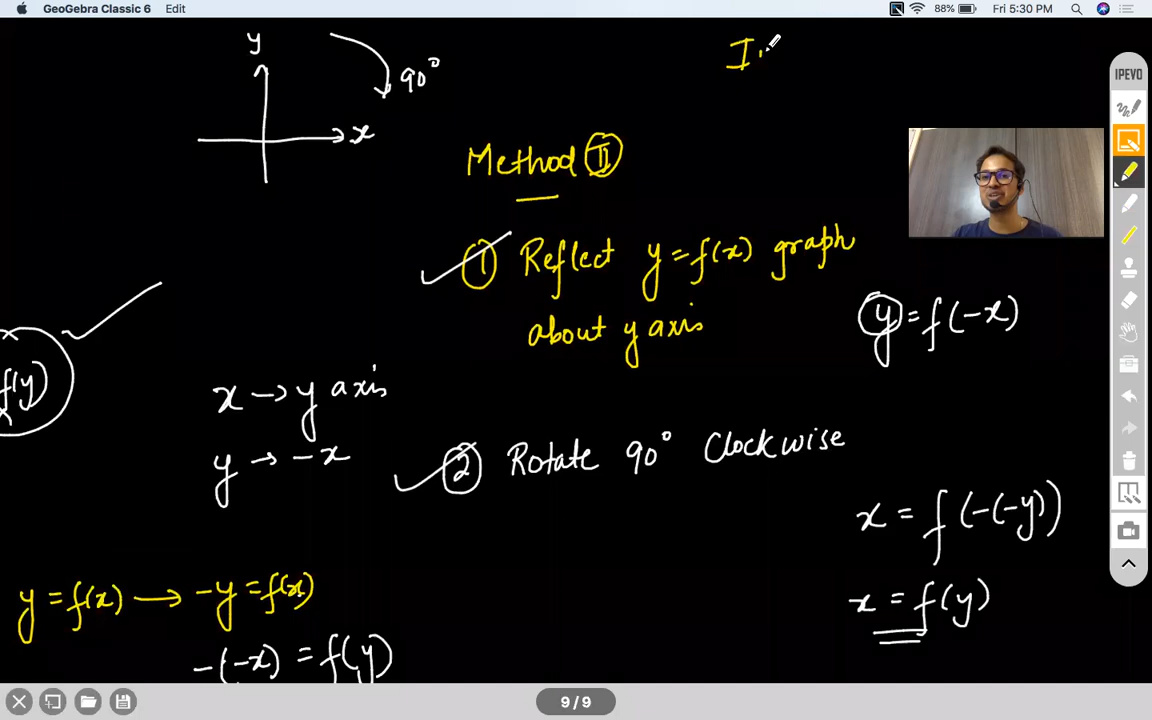 GeoGebra Classic 6 Edit 88% Fri 5:30 PM
y
90°
x
I
IPEVO
Method II
① Reflect y=f(x) graph
about y axis
y=f(-x)
f(y)
x → y axis
y → -x
② Rotate 90° Clockwise
x = f(-(-y))
y=f(x) → -y=f(x)
x = f(y)
-(-x) = f(y)
9 / 9